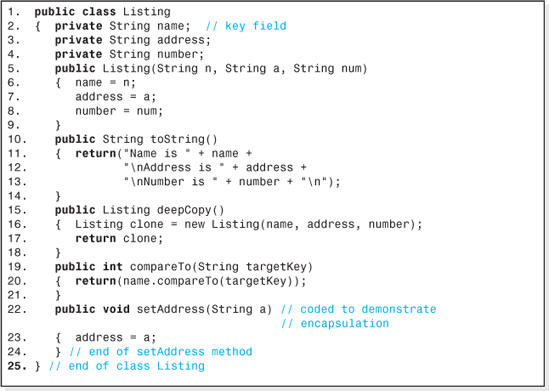 1. public class Listing
2. { private String name; // key field
3. private String address;
4. private String number;
5. public Listing(String n, String a, String num)
6. { name = n;
7. address = a;
8. number = num;
9. }
10. public String toString()
11. { return("Name is " + name +
12. "\nAddress is " + address +
13. "\nNumber is " + number + "\n");
14. }
15. public Listing deepCopy()
16. { Listing clone = new Listing(name, address, number);
17. return clone;
18. }
19. public int compareTo(String targetKey)
20. { return(name.compareTo(targetKey));
21. }
22. public void setAddress(String a) // coded to demonstrate
// encapsulation
23. { address = a;
24. } // end of setAddress method
25. } // end of class Listing